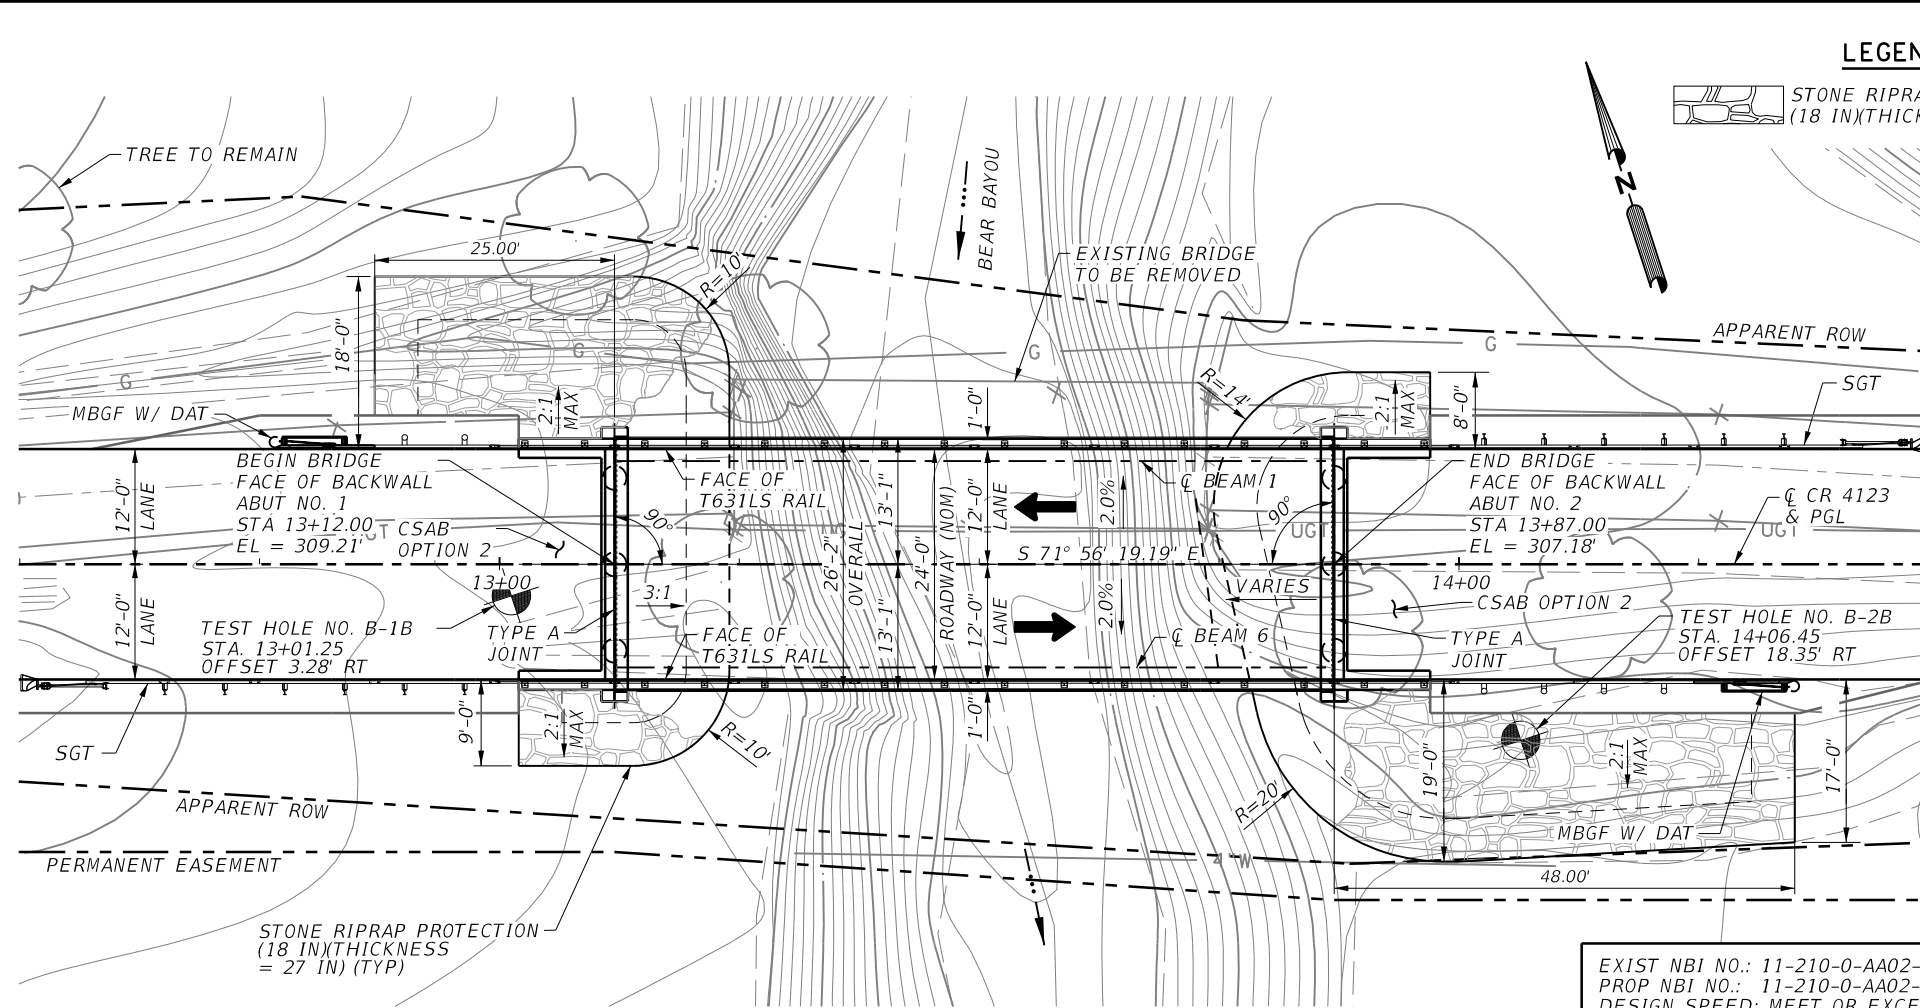 LEGEN
STONE RIPRA
(18 IN)(THICK
N
TREE TO REMAIN
25.00'
R=10'
BEAR BAYOU
EXISTING BRIDGE
TO BE REMOVED
APPARENT ROW
18'-0"
G
G
G
G
MBGF W/ DAT
2:1
MAX
1'-0"
R=14'
2:1
MAX
8'-0"
SGT
BEGIN BRIDGE
FACE OF BACKWALL
ABUT NO. 1
STA 13+12.00
EL = 309.21'
12'-0"
LANE
CSAB
OPTION 2
90°
FACE OF
T631LS RAIL
13'-1"
12'-0"
LANE
2.0%
℄ BEAM 1
90°
END BRIDGE
FACE OF BACKWALL
ABUT NO. 2
STA 13+87.00
EL = 307.18'
℄ CR 4123
& PGL
UGT
UGT
26'-2"
OVERALL
24'-0"
ROADWAY (NOM)
S 71° 56' 19.19" E
13+00
3:1
VARIES
14+00
CSAB OPTION 2
12'-0"
LANE
TEST HOLE NO. B-1B
STA. 13+01.25
OFFSET 3.28' RT
TYPE A
JOINT
FACE OF
T631LS RAIL
13'-1"
12'-0"
LANE
2.0%
℄ BEAM 6
TYPE A
JOINT
TEST HOLE NO. B-2B
STA. 14+06.45
OFFSET 18.35' RT
9'-0"
2:1
MAX
R=10'
1'-0"
SGT
19'-0"
2:1
MAX
17'-0"
R=20'
APPARENT ROW
MBGF W/ DAT
PERMANENT EASEMENT
4"W
48.00'
STONE RIPRAP PROTECTION
(18 IN)(THICKNESS
= 27 IN) (TYP)
EXIST NBI NO.: 11-210-0-AA02-
PROP NBI NO.: 11-210-0-AA02-
DESIGN SPEED: MEET OR EXCE